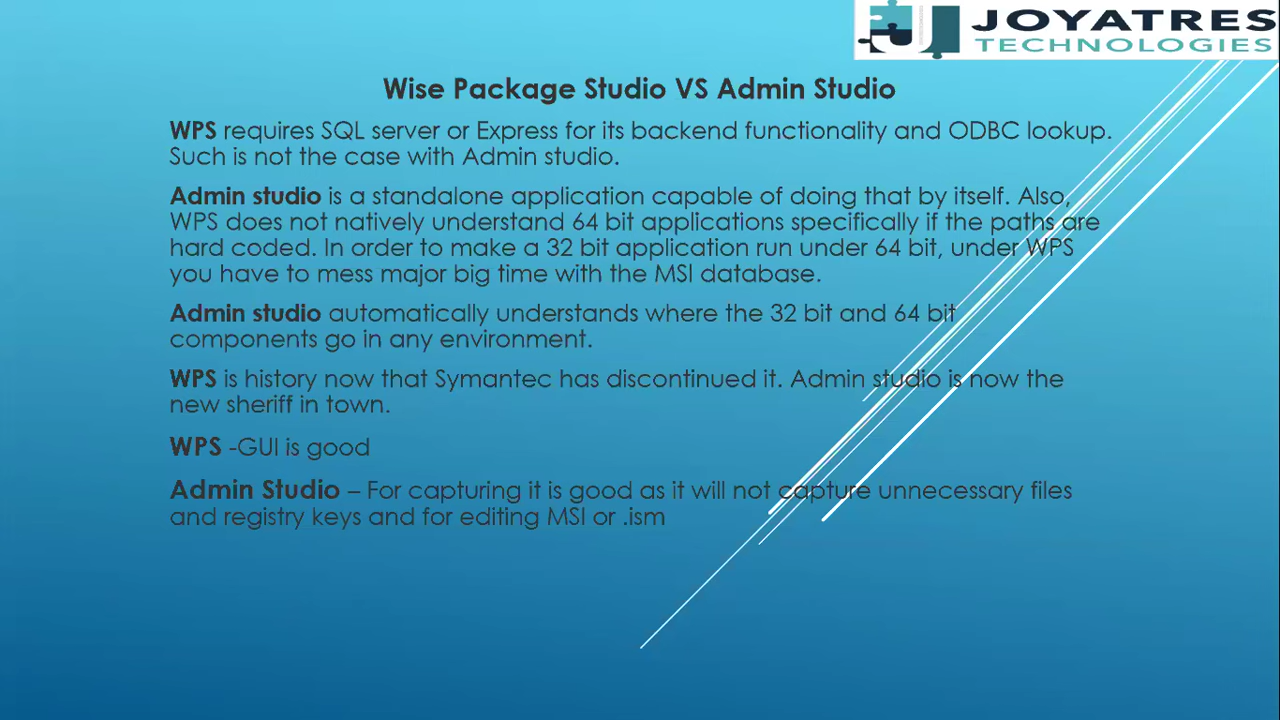 JOYATRES
TECHNOLOGIES
Wise Package Studio VS Admin Studio
WPS requires SQL server or Express for its backend functionality and ODBC lookup.
Such is not the case with Admin studio.
Admin studio is a standalone application capable of doing that by itself. Also,
WPS does not natively understand 64 bit applications specifically if the paths are
hard coded. In order to make a 32 bit application run under 64 bit, under WPS
you have to mess major big time with the MSI database.
Admin studio automatically understands where the 32 bit and 64 bit
components go in any environment.
WPS is history now that Symantec has discontinued it. Admin studio is now the
new sheriff in town.
WPS -GUI is good
Admin Studio – For capturing it is good as it will not capture unnecessary files
and registry keys and for editing MSI or .ism